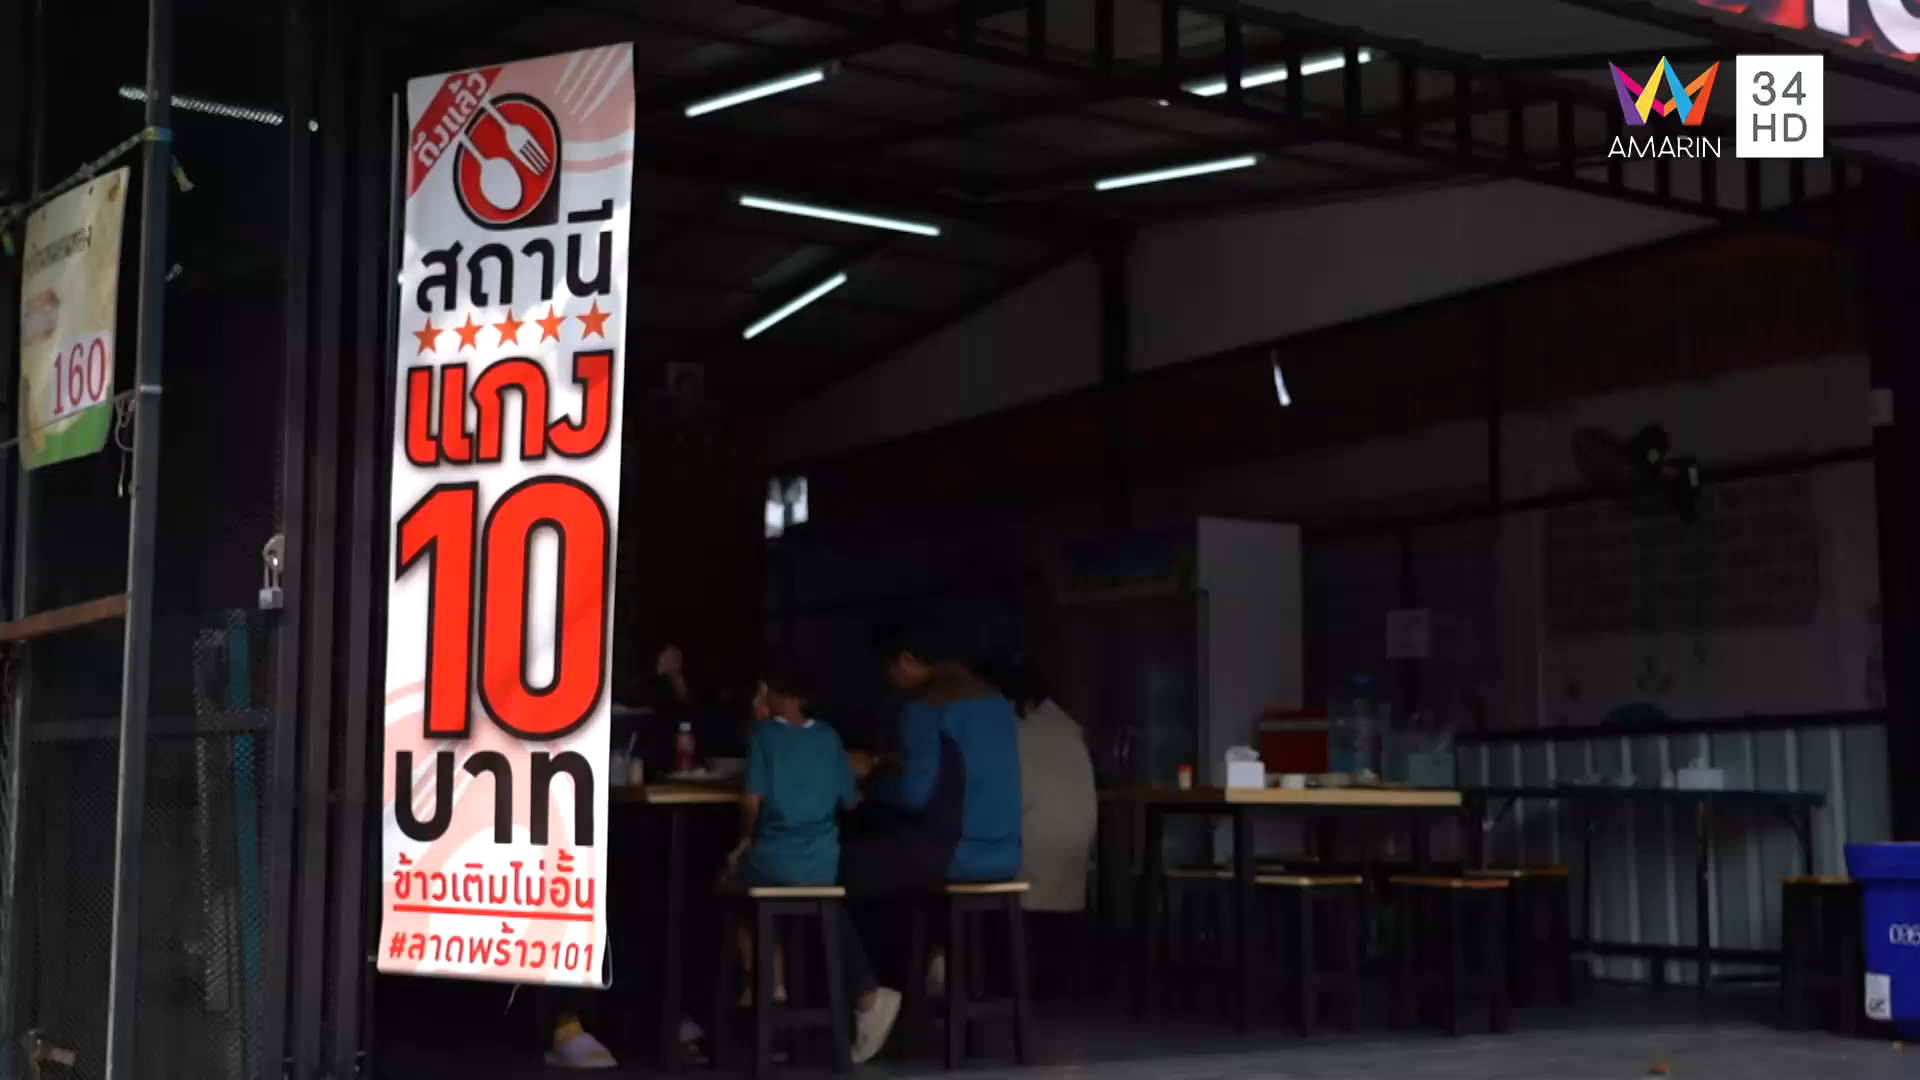 ถึงแล้ว
สถานี
แกง
10
บาท
ข้าวเติมไม่อั้น
#ลาดพร้าว101
160
AMARIN
34
HD